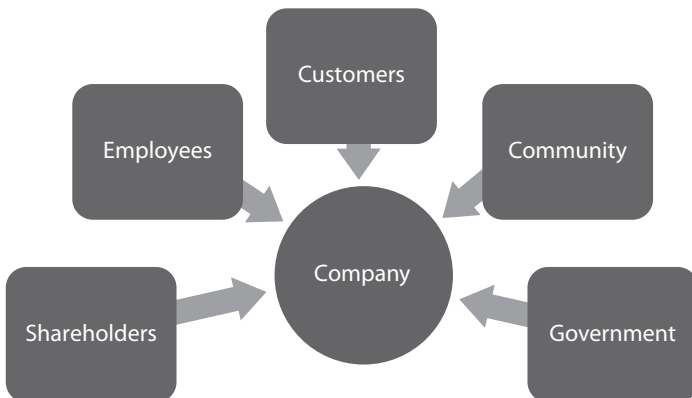 Customers
Employees
Community
Company
Shareholders
Government